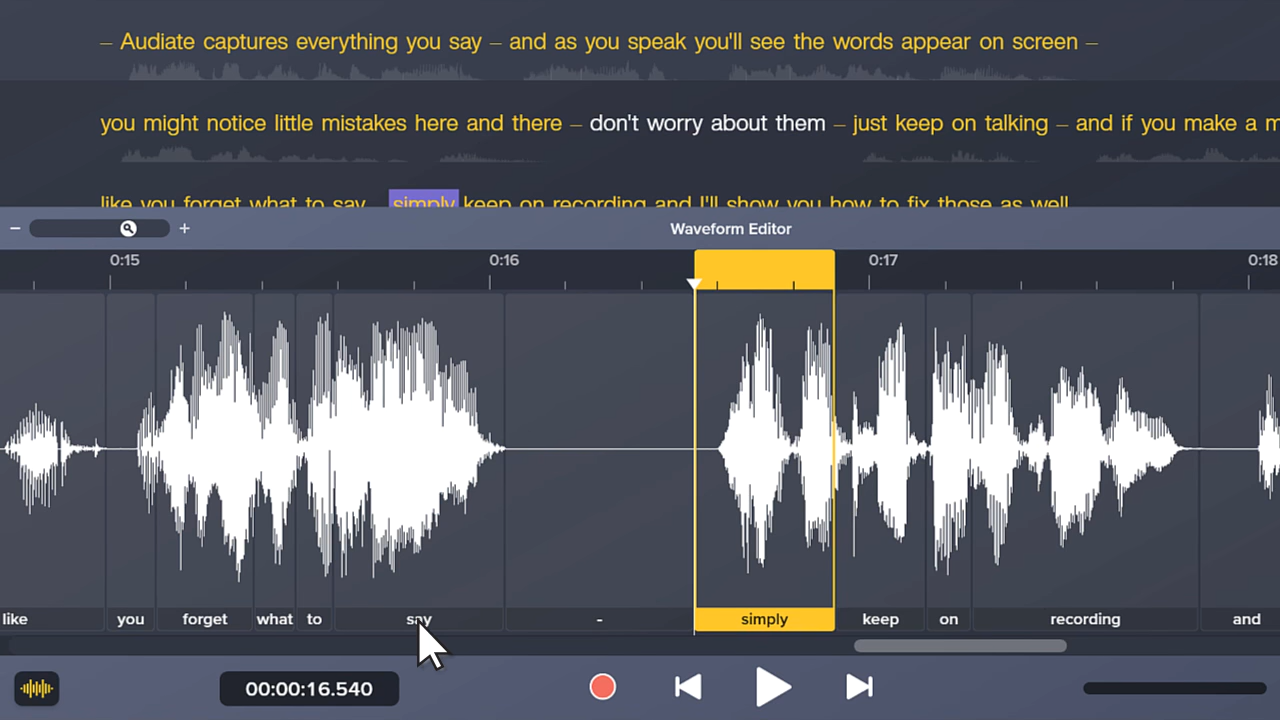 – Audiate captures everything you say – and as you speak you'll see the words appear on screen –
you might notice little mistakes here and there – don't worry about them – just keep on talking – and if you make a m
like you forget what to say simply keep on recording and I'll show you how to fix those as well
Waveform Editor
0:15 0:16 0:17 0:18
like you forget what to say - simply keep on recording and
00:00:16.540